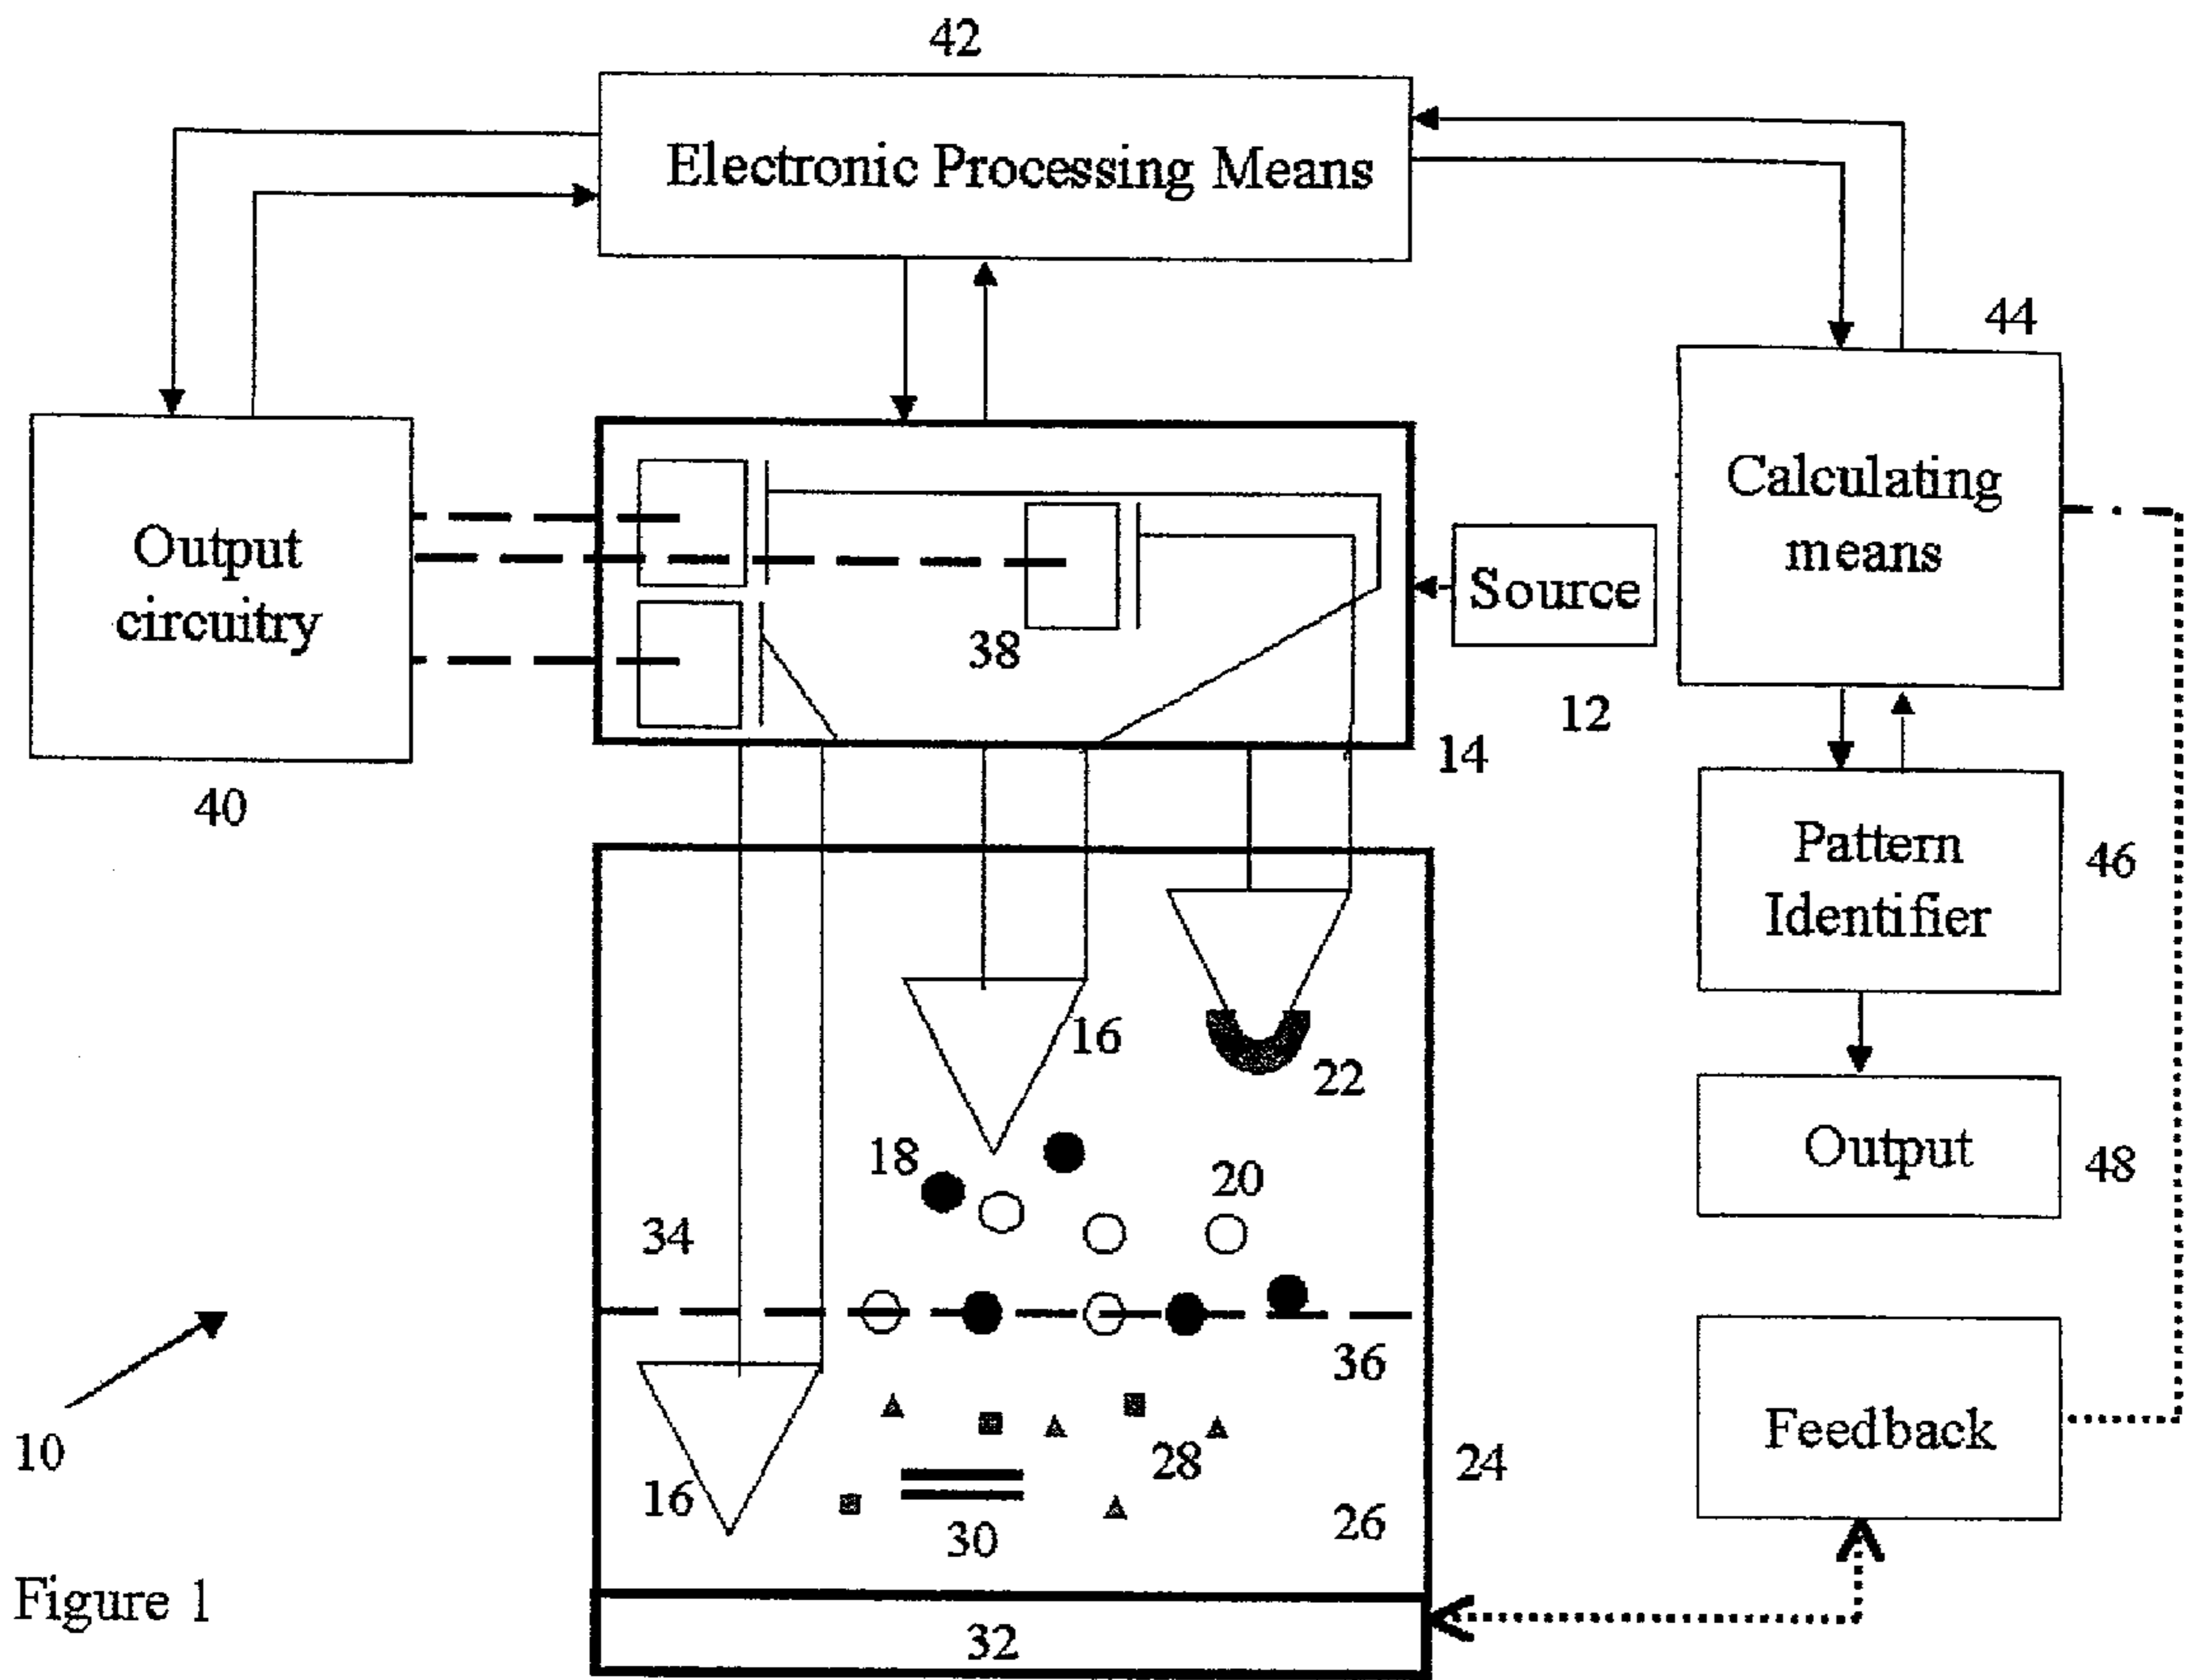 42
Electronic Processing Means
44
Calculating
means
Output
circuitry
Source
38
12
14
40
Pattern
Identifier
46
16
22
18
20
Output
48
34
36
Feedback
10
28
24
16
30
26
Figure 1
32